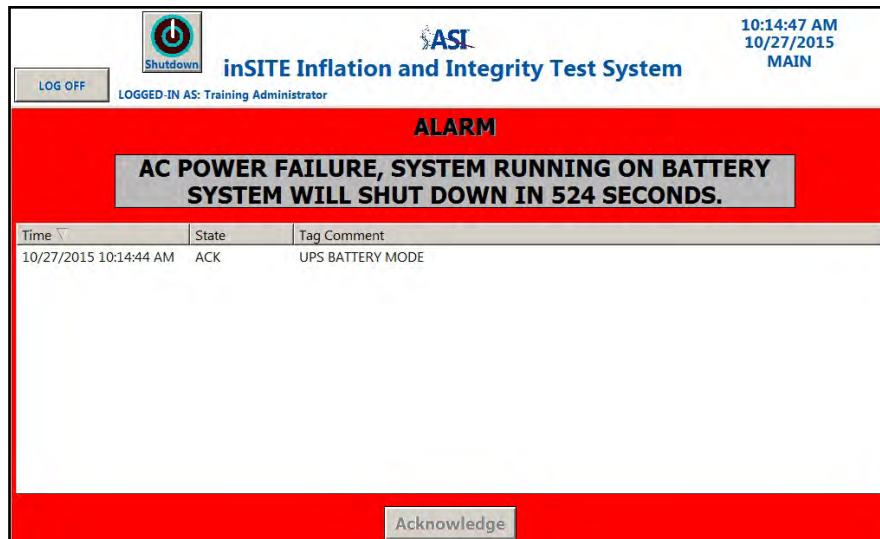 Shutdown
LOG OFF
ASI
inSITE Inflation and Integrity Test System
LOGGED-IN AS: Training Administrator
10:14:47 AM
10/27/2015
MAIN
ALARM
AC POWER FAILURE, SYSTEM RUNNING ON BATTERY
SYSTEM WILL SHUT DOWN IN 524 SECONDS.
Time State Tag Comment
10/27/2015 10:14:44 AM ACK UPS BATTERY MODE
Acknowledge